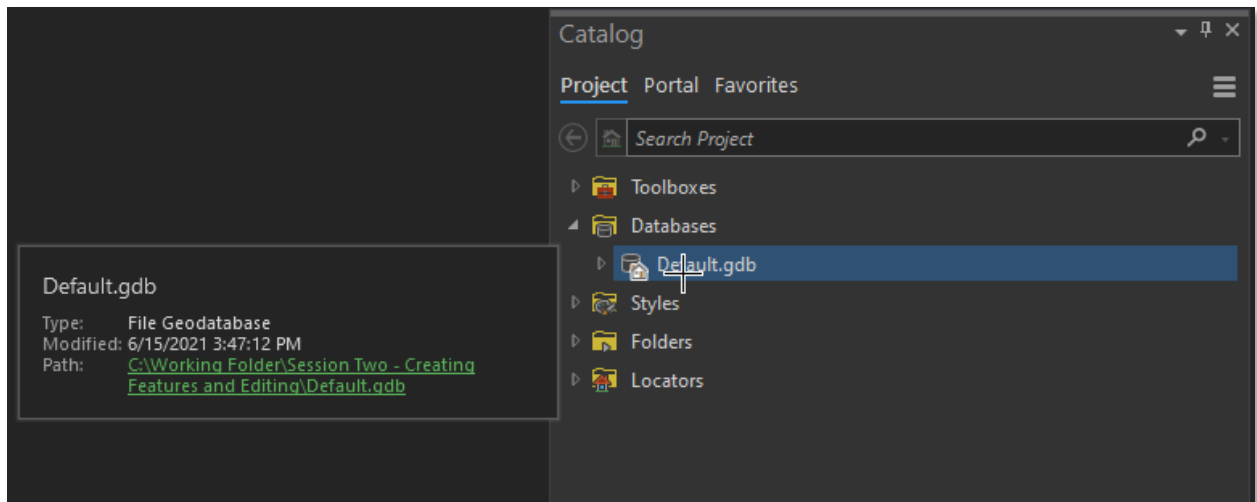 Catalog
Project Portal Favorites
Search Project
Toolboxes
Databases
Default.gdb
Styles
Folders
Locators
Default.gdb
Type: File Geodatabase
Modified: 6/15/2021 3:47:12 PM
Path: C:\Working Folder\Session Two - Creating
Features and Editing\Default.gdb